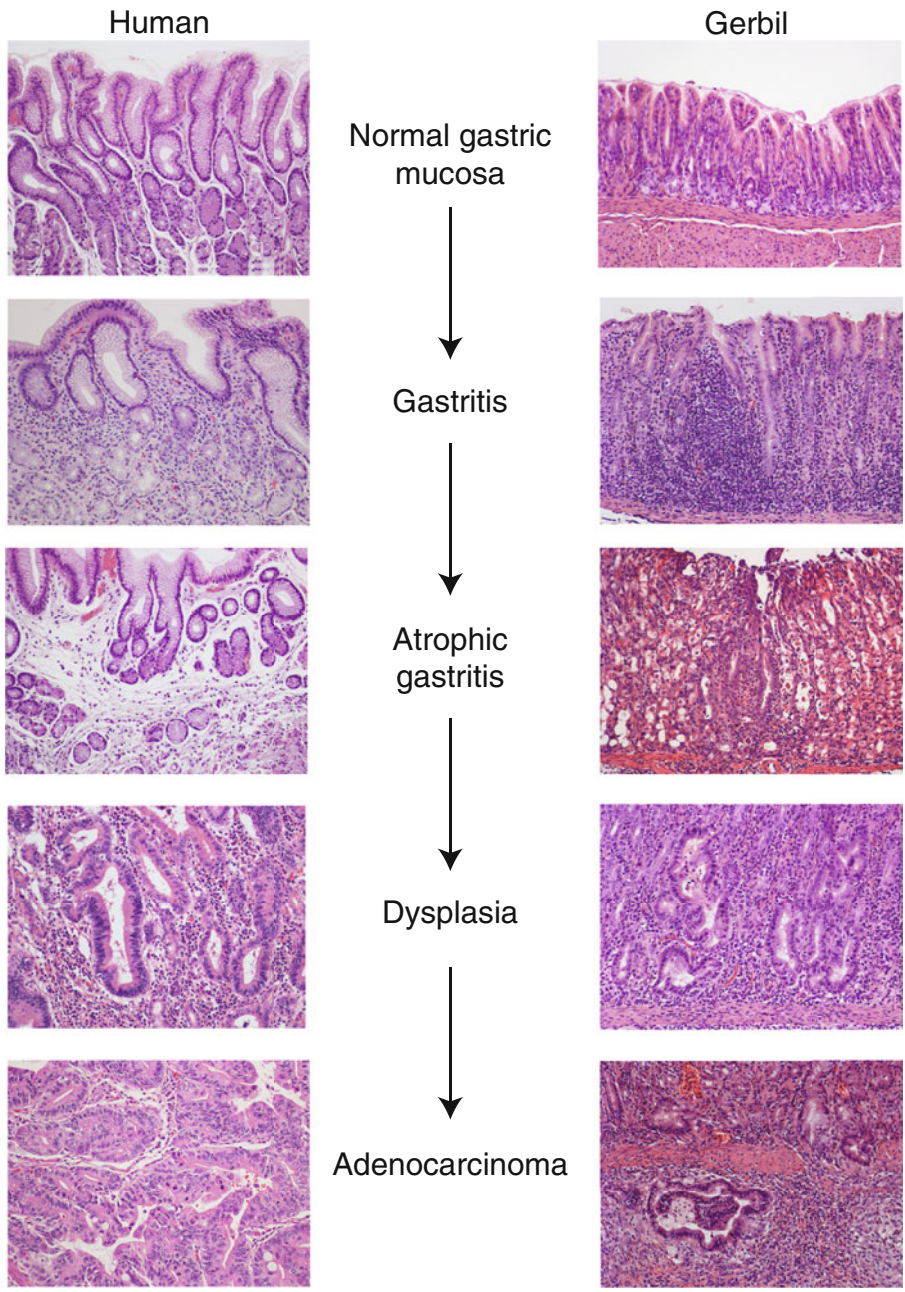 Human
Gerbil
Normal gastric
mucosa
Gastritis
Atrophic
gastritis
Dysplasia
Adenocarcinoma